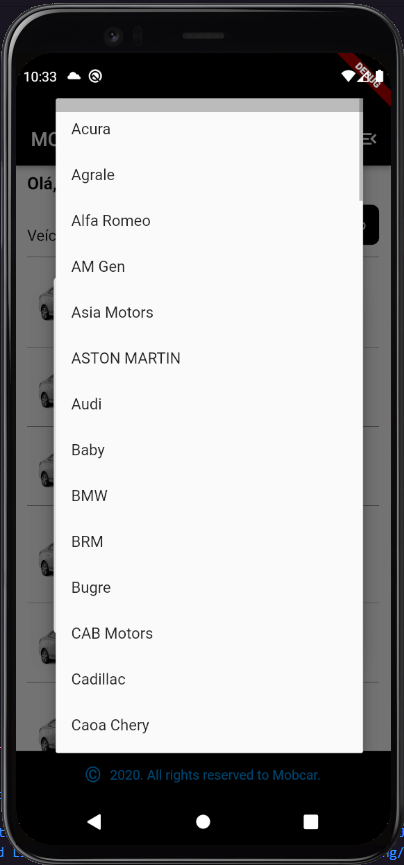 10:33
DEBUG
MO
Olá,
Veíc
Acura
Agrale
Alfa Romeo
AM Gen
Asia Motors
ASTON MARTIN
Audi
Baby
BMW
BRM
Bugre
CAB Motors
Cadillac
Caoa Chery
© 2020. All rights reserved to Mobcar.